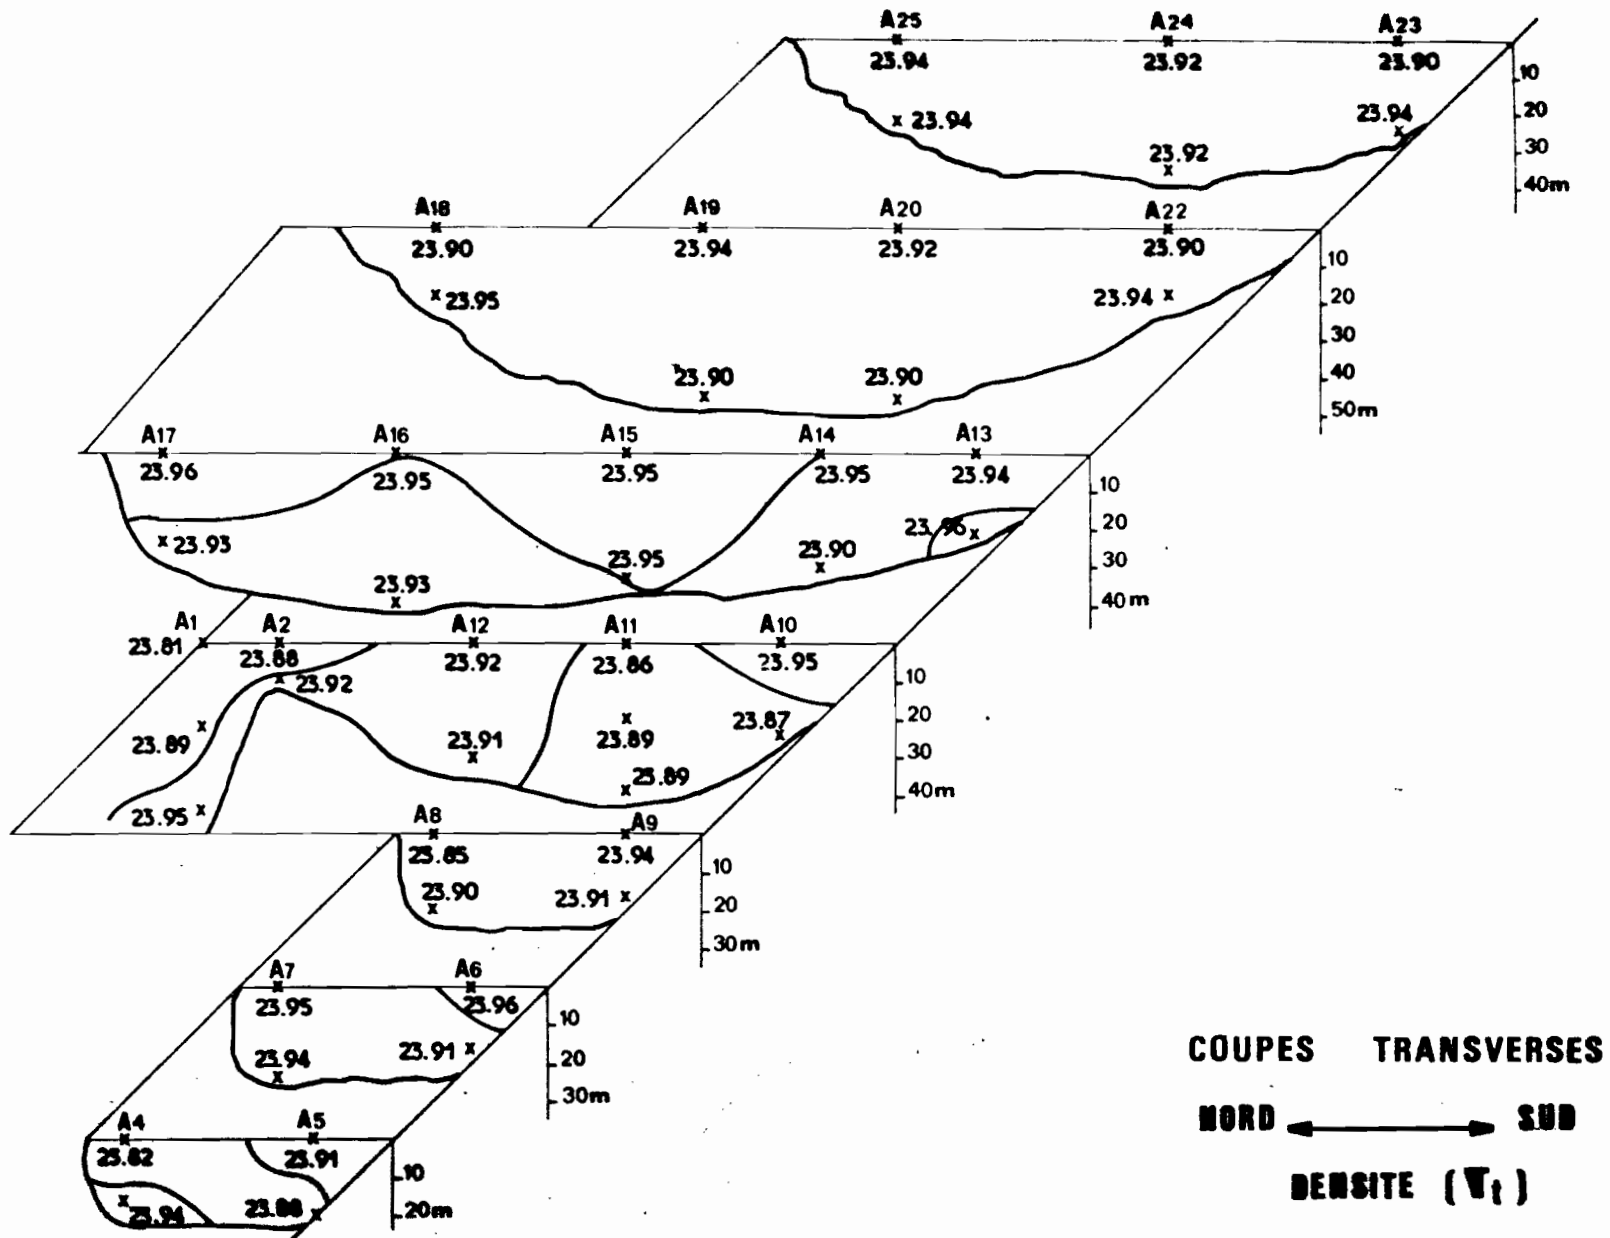 A25 A24 A23
23.94 23.92 23.90
10
23.94 23.94
20
23.92
30
40m
A18 A19 A20 A22
23.90 23.94 23.92 23.90
10
23.95 23.94
20
30
23.90 23.90
40
50m
A17 A16 A15 A14 A13
23.96 23.95 23.95 23.95 23.94
10
20
23.93 23.95 23.90
30
23.93
40m
A1 A2 A12 A11 A10
23.81 23.88 23.92 23.86 23.95
23.92
10
23.87
20
23.89 23.91 23.89
30
23.89
40m
23.95
A8 A9
23.85 23.94
10
23.90 23.91
20
30m
A7 A6
23.95 23.96
10
23.94 23.91
20
30m
A4 A5
23.82 23.91
10
23.94
20m
COUPES TRANSVERSES
NORD SUD
DENSITE (σt)